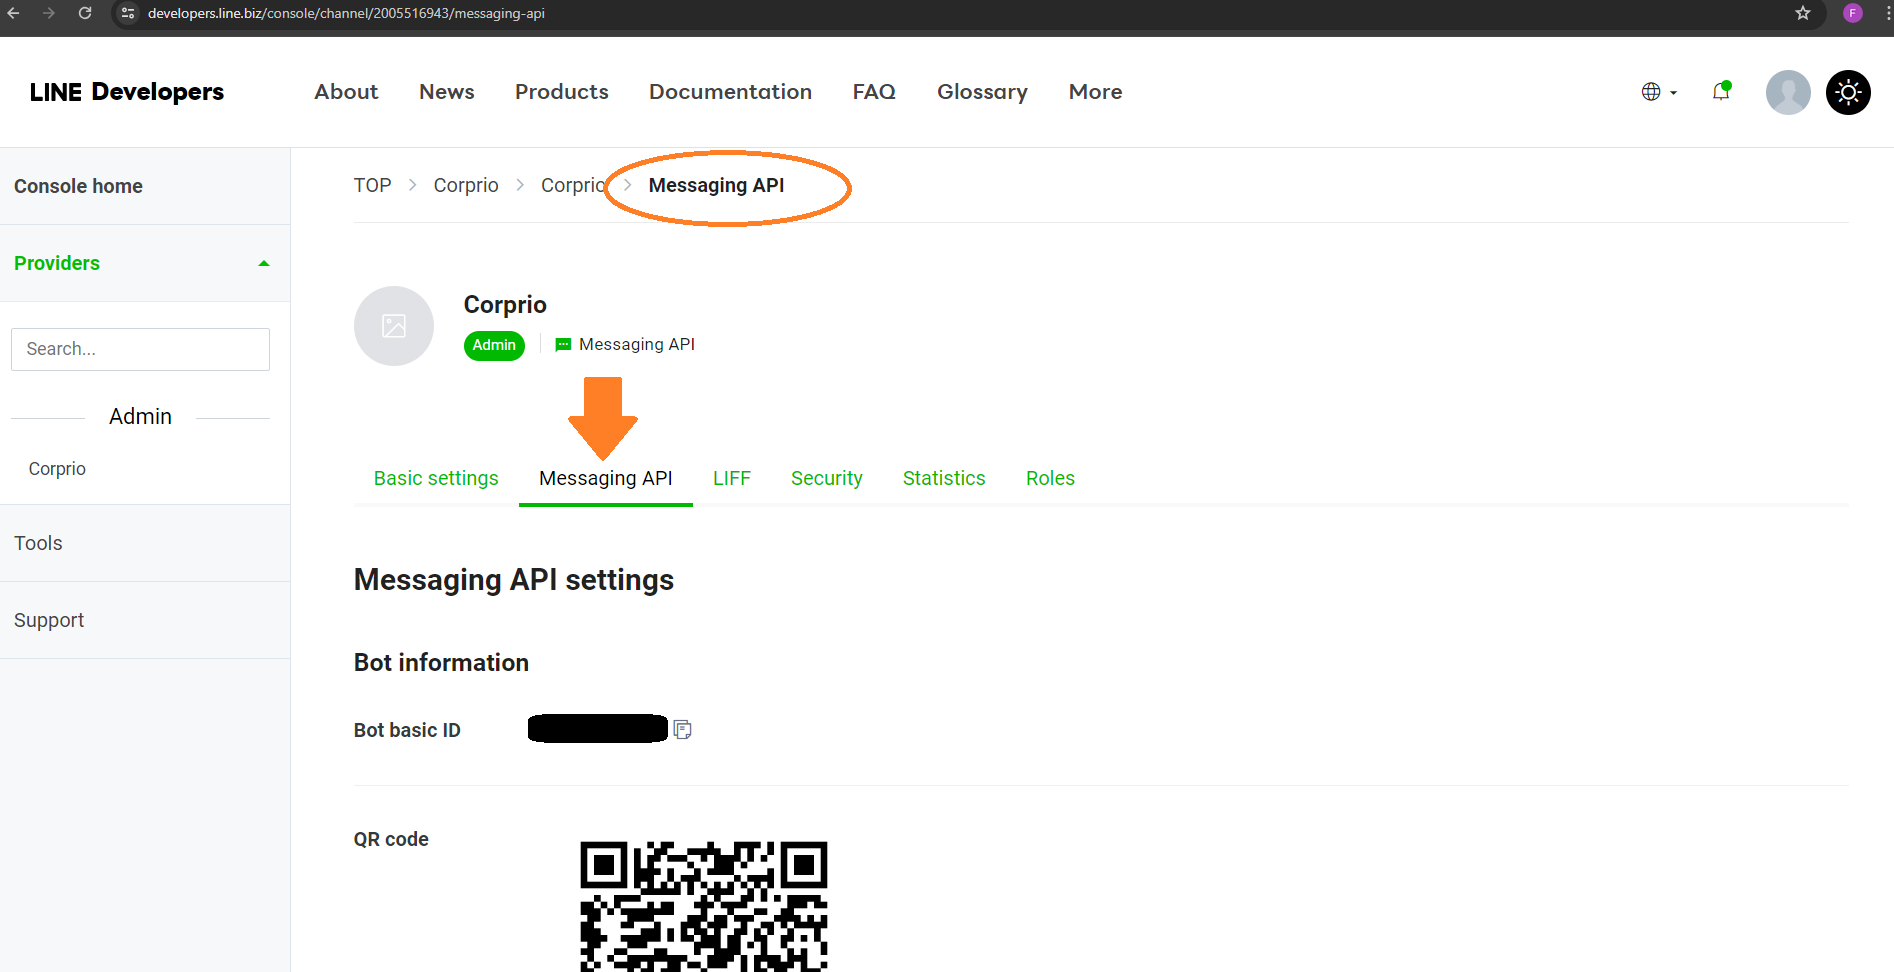 developers.line.biz/console/channel/2005516943/messaging-api
F
LINE Developers
About
News
Products
Documentation
FAQ
Glossary
More
Console home
Providers
Search...
Admin
Corprio
Tools
Support
TOP > Corprio > Corprio > Messaging API
Corprio
Admin
Messaging API
Basic settings
Messaging API
LIFF
Security
Statistics
Roles
Messaging API settings
Bot information
Bot basic ID
QR code